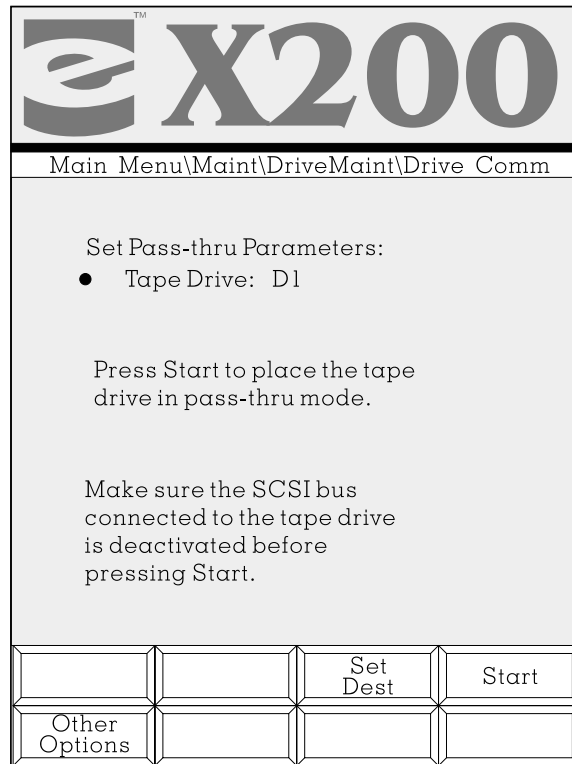 e™ X200
Main Menu\Maint\DriveMaint\Drive Comm
Set Pass-thru Parameters:
● Tape Drive: D1
Press Start to place the tape
drive in pass-thru mode.
Make sure the SCSI bus
connected to the tape drive
is deactivated before
pressing Start.
Set
Dest
Start
Other
Options